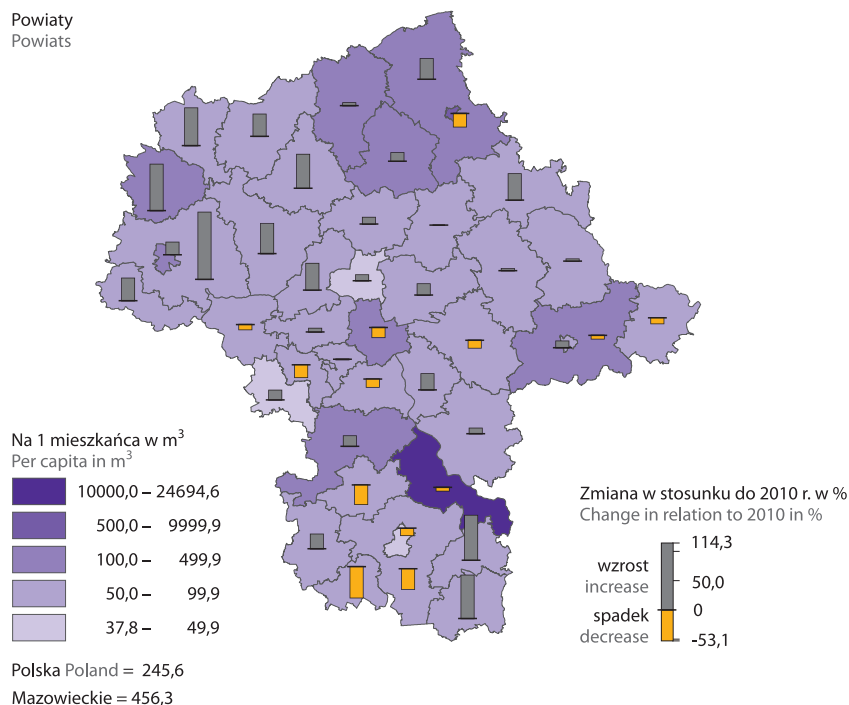 Powiaty
Powiats
Na 1 mieszkańca w m³
Per capita in m³
10000,0 – 24694,6
500,0 – 9999,9
100,0 – 499,9
50,0 – 99,9
37,8 – 49,9
Polska Poland = 245,6
Mazowieckie = 456,3
Zmiana w stosunku do 2010 r. w %
Change in relation to 2010 in %
114,3
wzrost
increase
50,0
0
spadek
decrease
-53,1